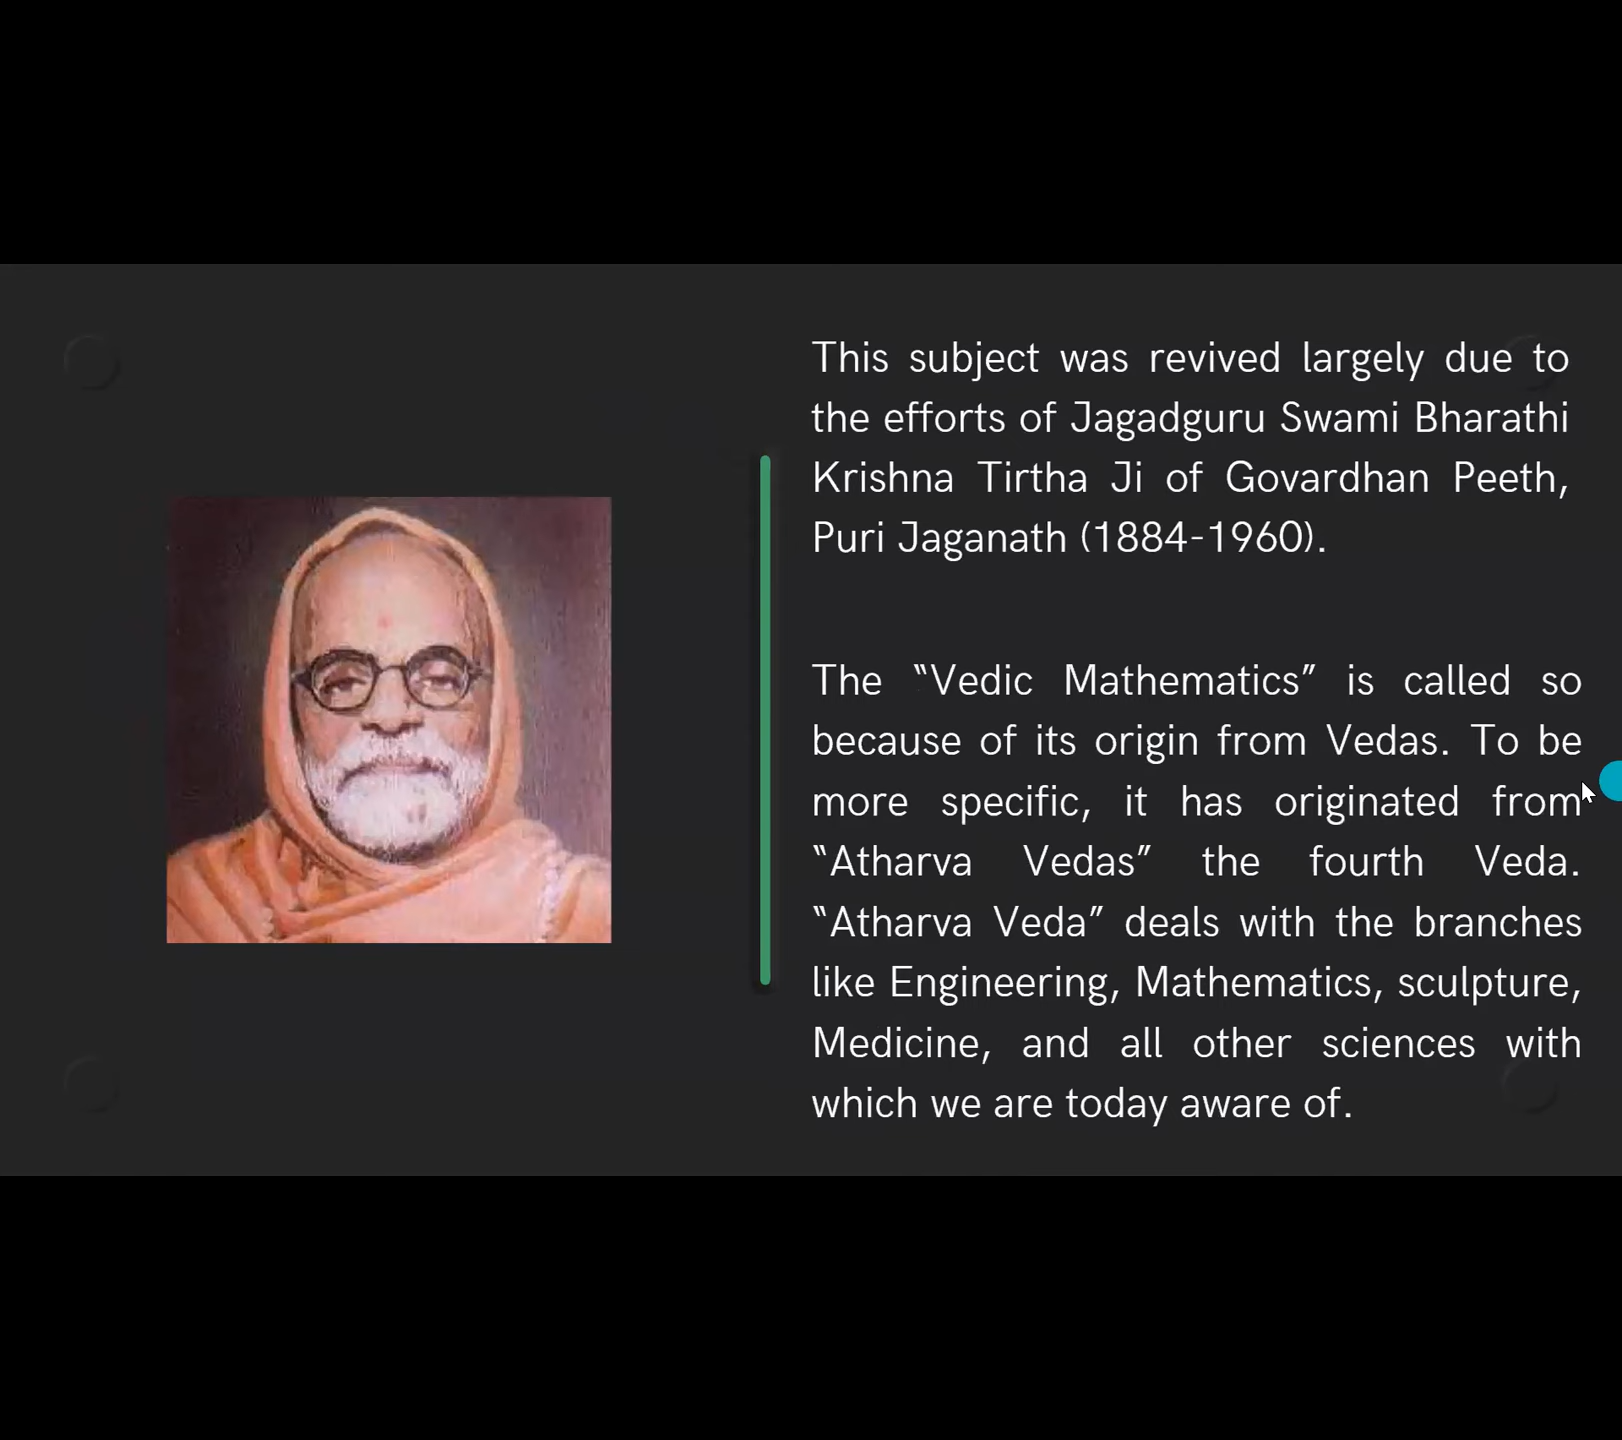 This subject was revived largely due to
the efforts of Jagadguru Swami Bharathi
Krishna Tirtha Ji of Govardhan Peeth,
Puri Jaganath (1884-1960).
The “Vedic Mathematics” is called so
because of its origin from Vedas. To be
more specific, it has originated from
“Atharva Vedas” the fourth Veda.
“Atharva Veda” deals with the branches
like Engineering, Mathematics, sculpture,
Medicine, and all other sciences with
which we are today aware of.